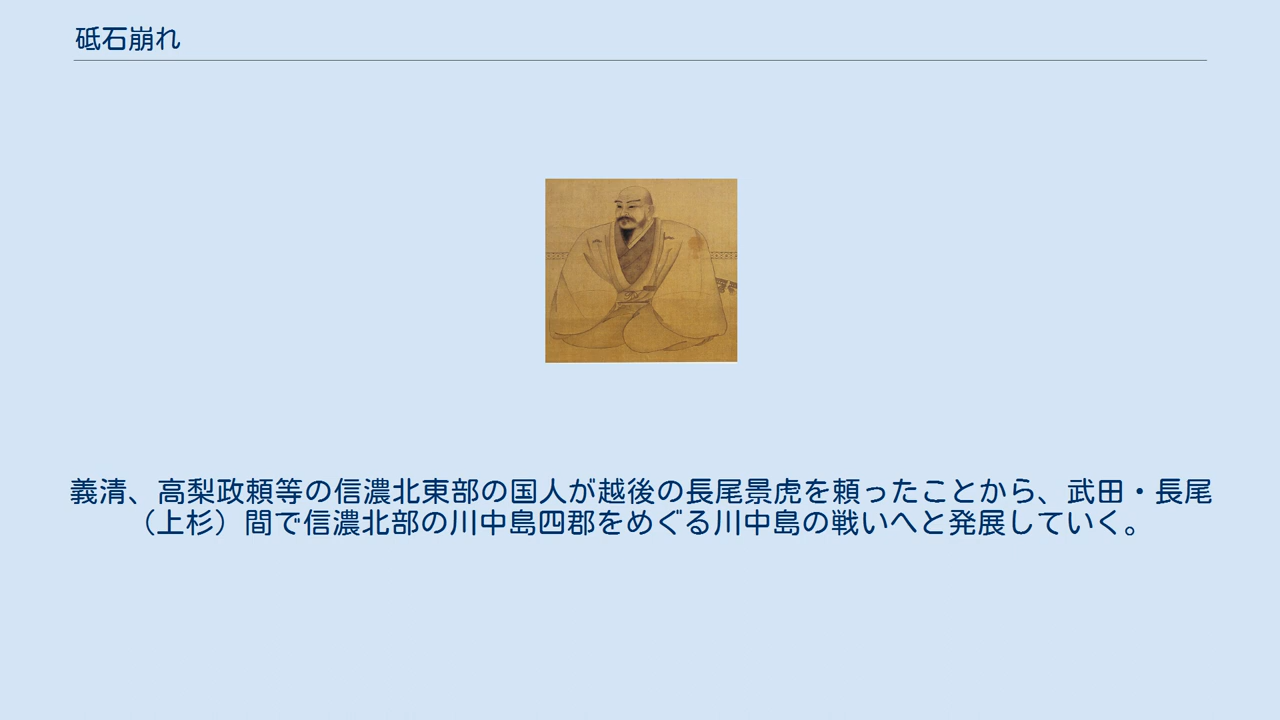 砥石崩れ
義清、高梨政頼等の信濃北東部の国人が越後の長尾景虎を頼ったことから、武田・長尾
（上杉）間で信濃北部の川中島四郡をめぐる川中島の戦いへと発展していく。